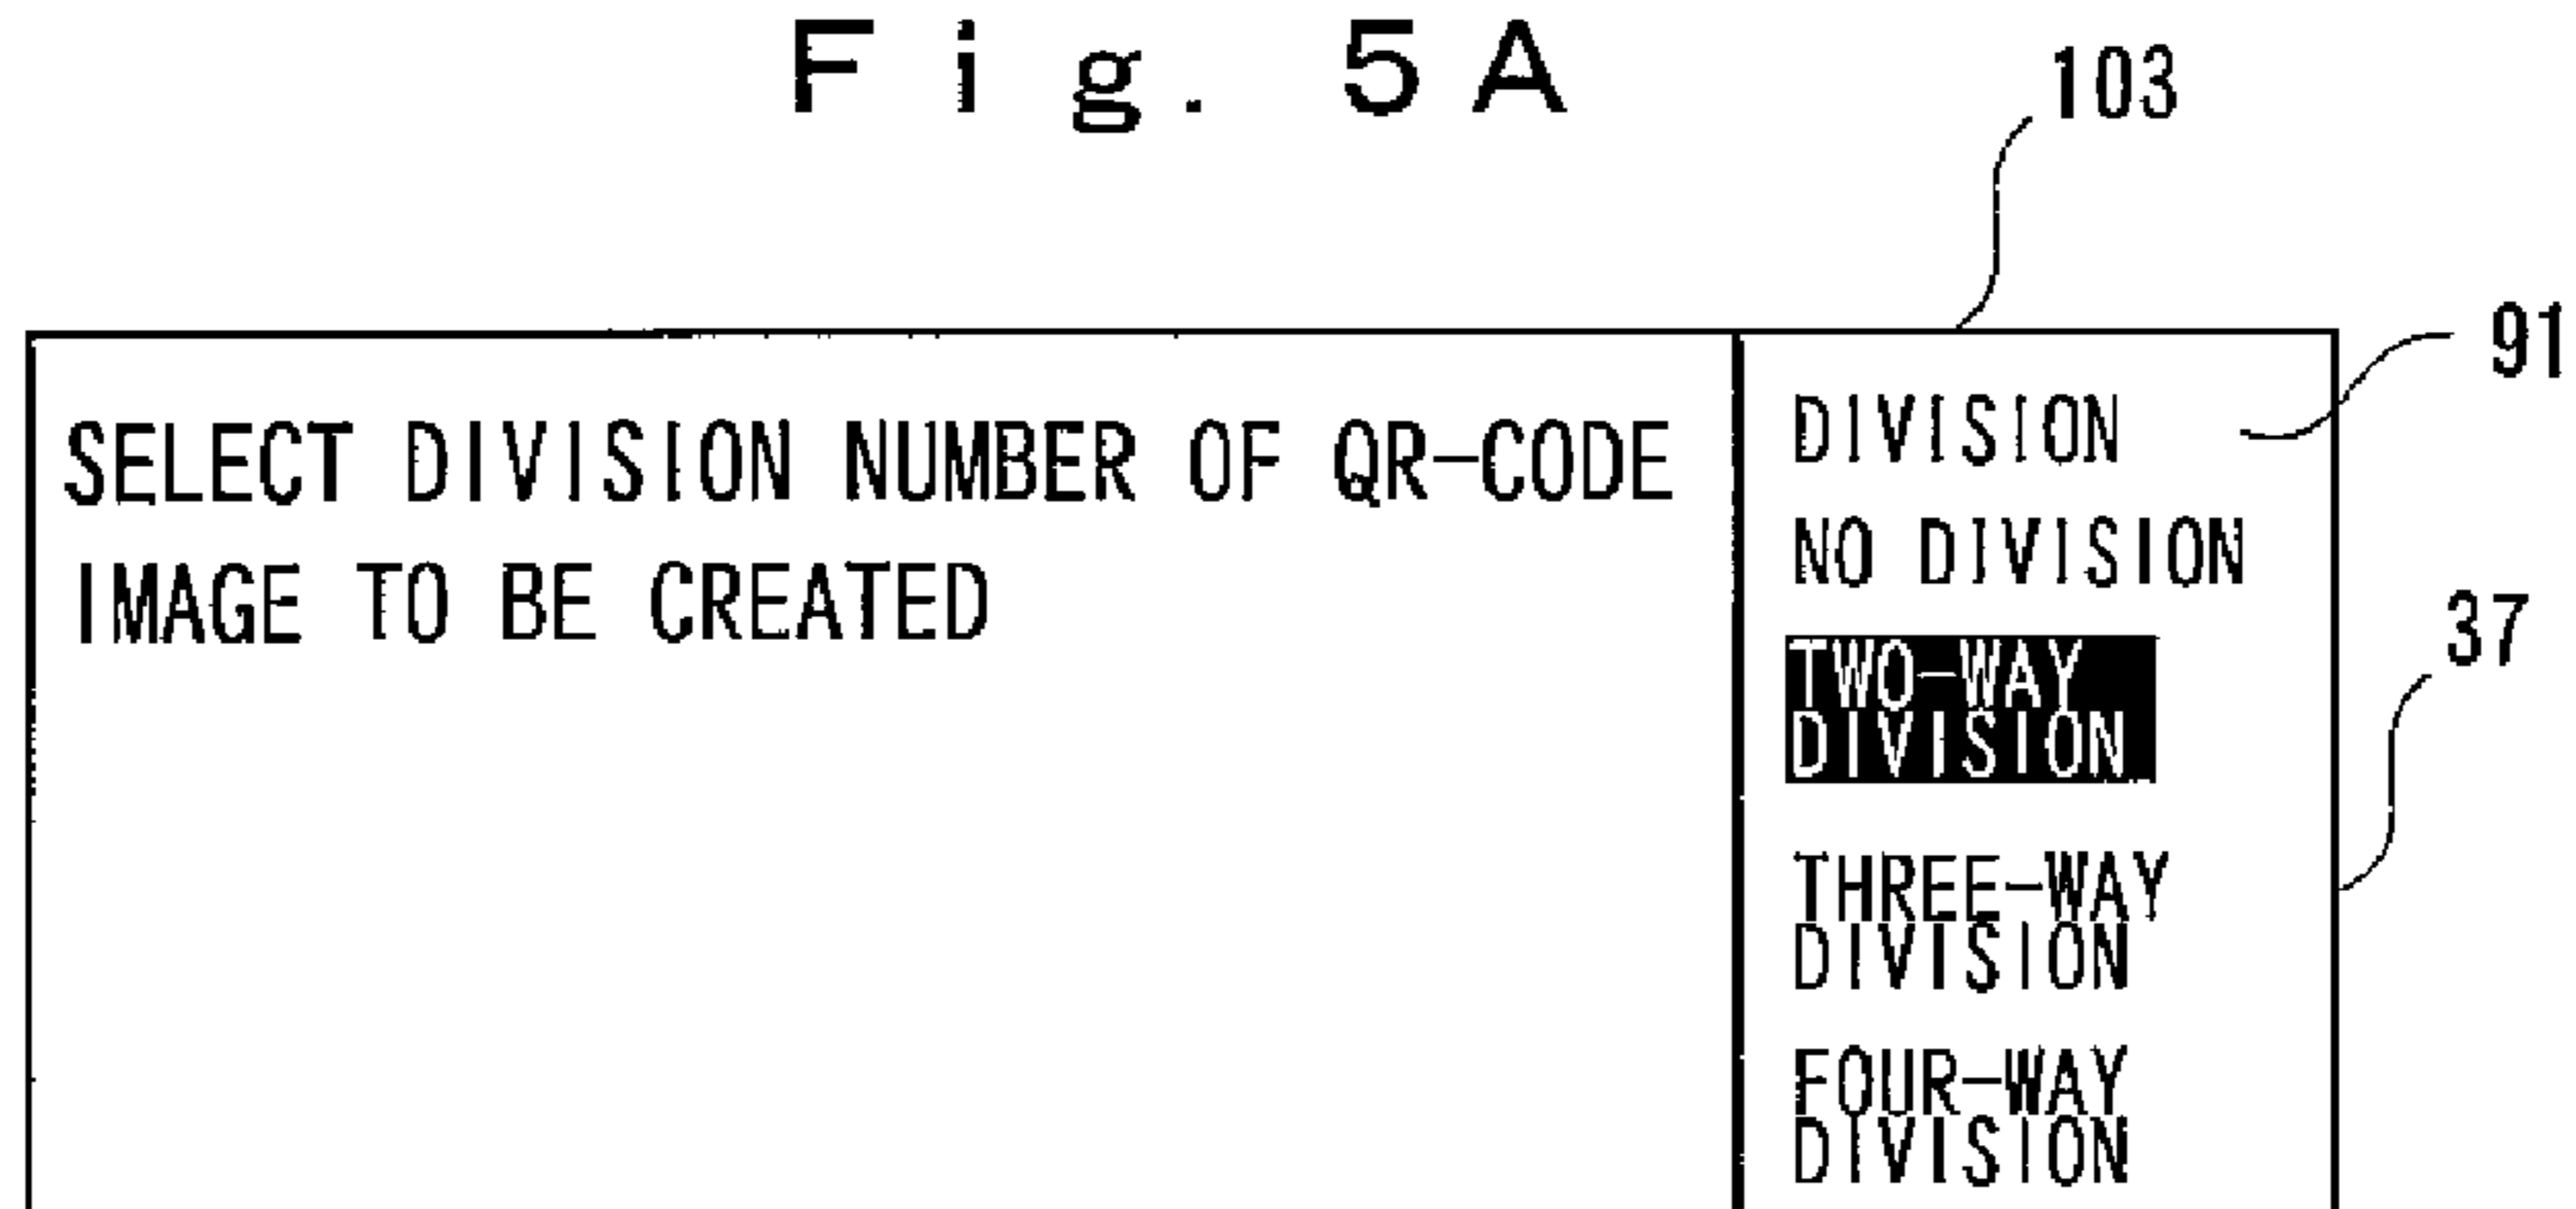 Fig. 5A
103
91
SELECT DIVISION NUMBER OF QR-CODE
IMAGE TO BE CREATED
DIVISION
NO DIVISION
TWO-WAY
DIVISION
37
THREE-WAY
DIVISION
FOUR-WAY
DIVISION